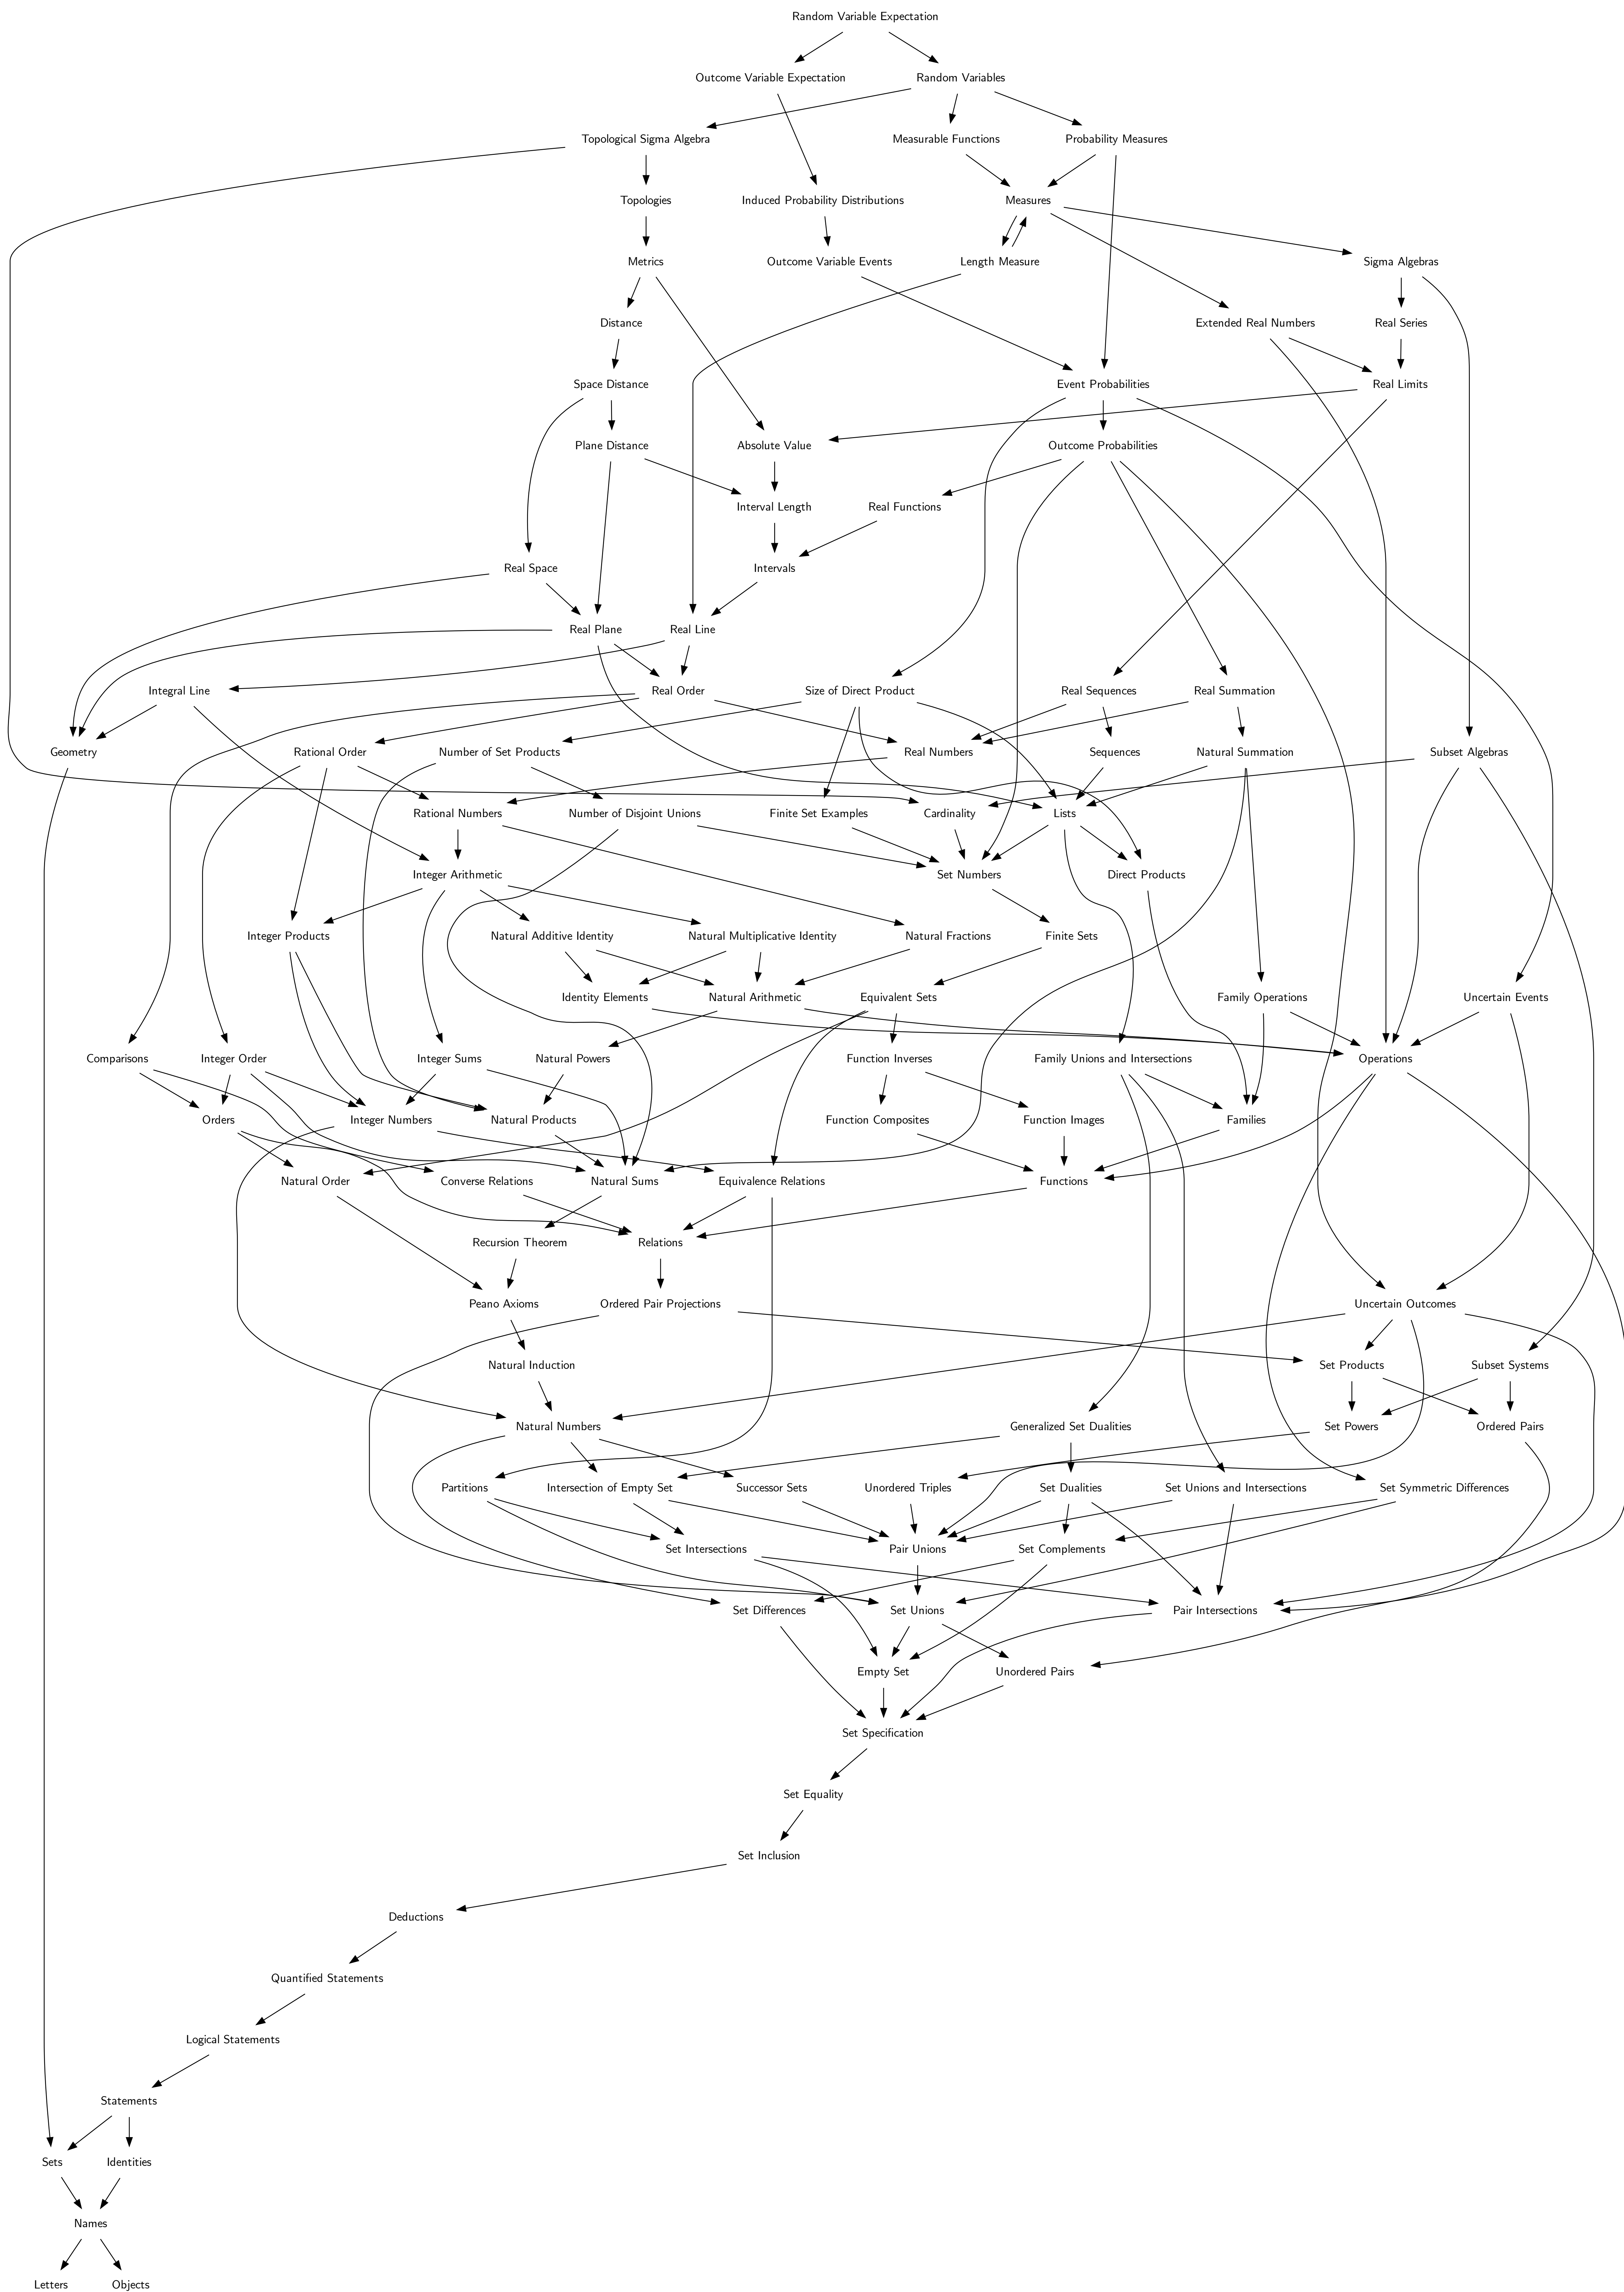 Random Variable Expectation
Outcome Variable Expectation
Random Variables
Topological Sigma Algebra
Measurable Functions
Probability Measures
Topologies
Induced Probability Distributions
Measures
Metrics
Outcome Variable Events
Length Measure
Sigma Algebras
Distance
Extended Real Numbers
Real Series
Space Distance
Event Probabilities
Real Limits
Plane Distance
Absolute Value
Outcome Probabilities
Interval Length
Real Functions
Real Space
Intervals
Real Plane
Real Line
Integral Line
Real Order
Size of Direct Product
Real Sequences
Real Summation
Geometry
Rational Order
Number of Set Products
Real Numbers
Sequences
Natural Summation
Subset Algebras
Rational Numbers
Number of Disjoint Unions
Finite Set Examples
Cardinality
Lists
Integer Arithmetic
Set Numbers
Direct Products
Integer Products
Natural Additive Identity
Natural Multiplicative Identity
Natural Fractions
Finite Sets
Identity Elements
Natural Arithmetic
Equivalent Sets
Family Operations
Uncertain Events
Comparisons
Integer Order
Integer Sums
Natural Powers
Function Inverses
Family Unions and Intersections
Operations
Orders
Integer Numbers
Natural Products
Function Composites
Function Images
Families
Natural Order
Converse Relations
Natural Sums
Equivalence Relations
Functions
Recursion Theorem
Relations
Peano Axioms
Ordered Pair Projections
Uncertain Outcomes
Natural Induction
Set Products
Subset Systems
Natural Numbers
Generalized Set Dualities
Set Powers
Ordered Pairs
Partitions
Intersection of Empty Set
Successor Sets
Unordered Triples
Set Dualities
Set Unions and Intersections
Set Symmetric Differences
Set Intersections
Pair Unions
Set Complements
Set Differences
Set Unions
Pair Intersections
Empty Set
Unordered Pairs
Set Specification
Set Equality
Set Inclusion
Deductions
Quantified Statements
Logical Statements
Statements
Sets
Identities
Names
Letters
Objects